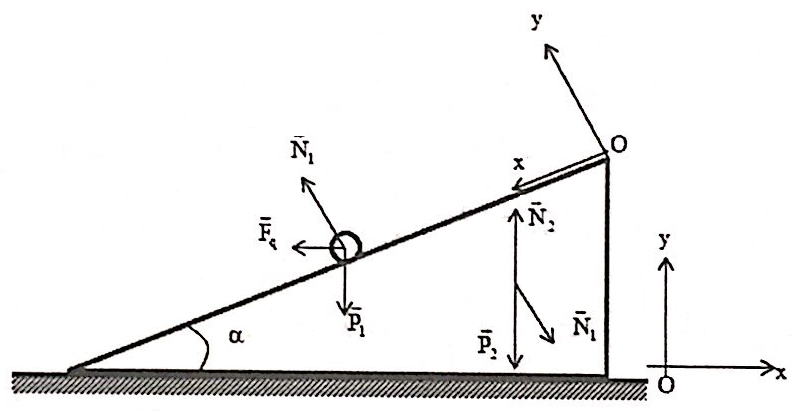 y
O
x
N̄₁
N̄₂
F̄q
y
P̄₁
N̄₁
α
P̄₂
O
x